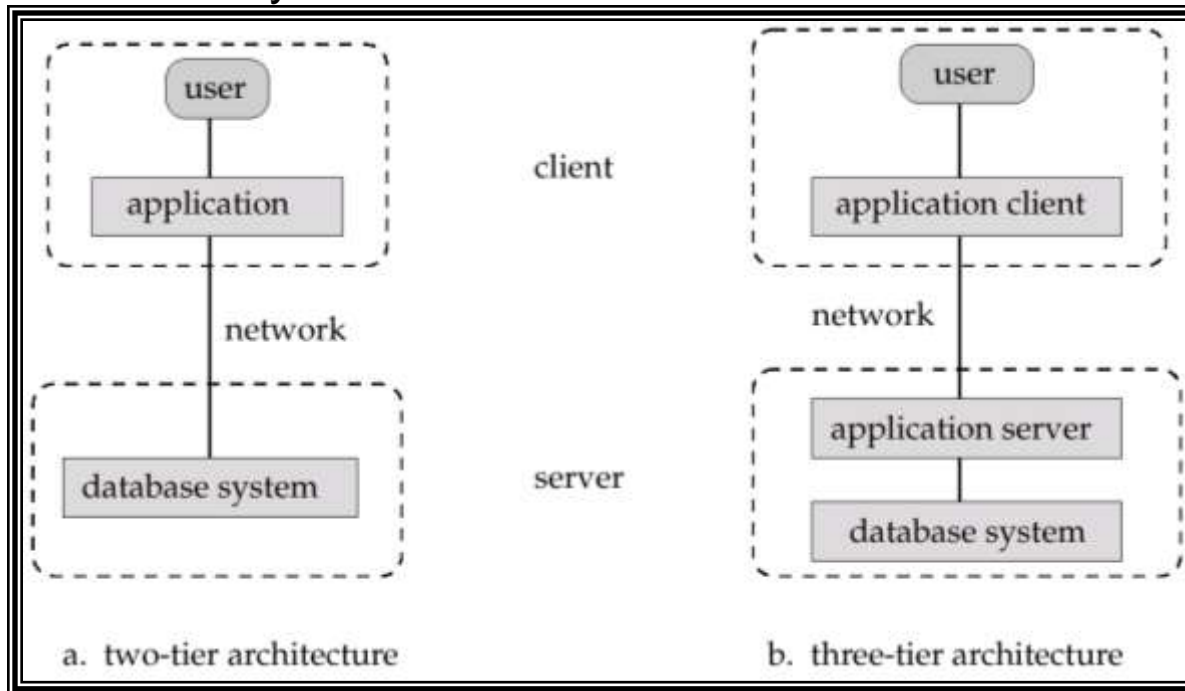 user
application
network
database system
a. two-tier architecture
client
server
user
application client
network
application server
database system
b. three-tier architecture